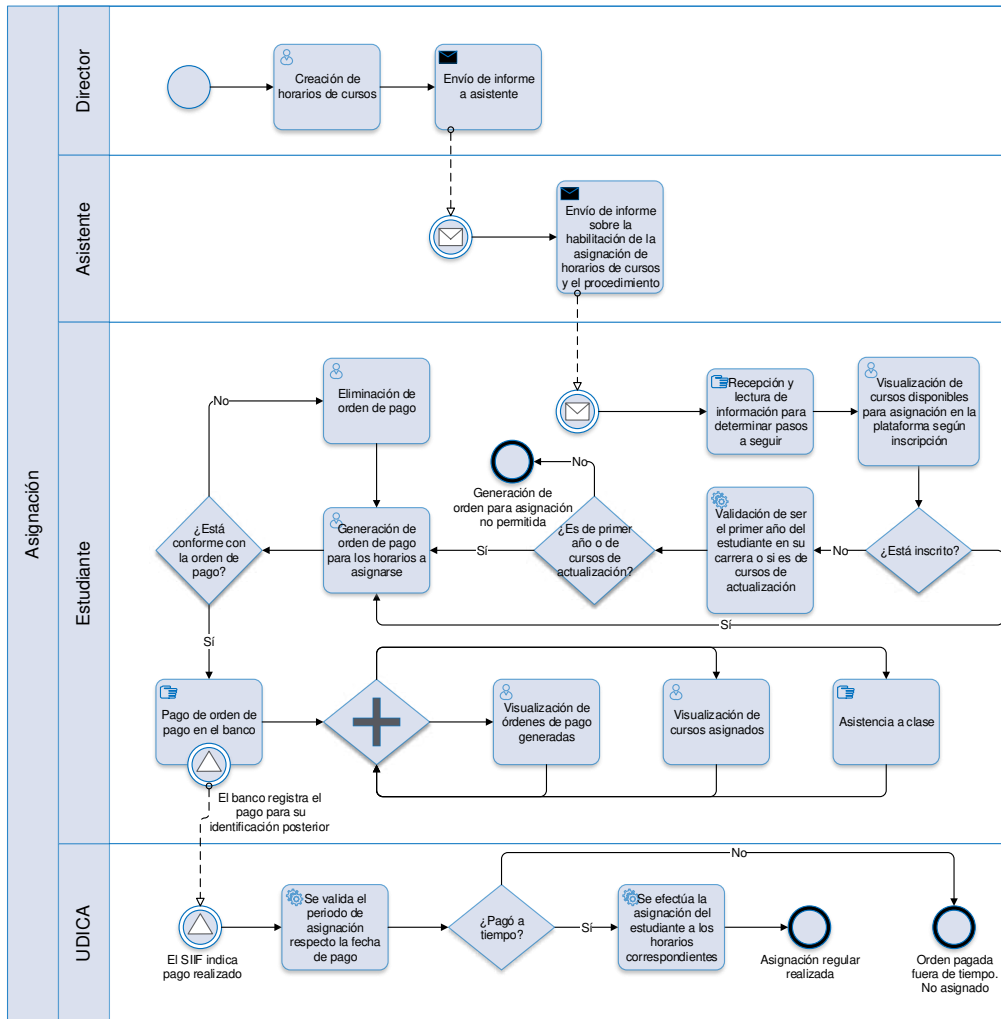 Asignación
Director
Creación de
horarios de cursos
Envío de informe
a asistente
Asistente
Envío de informe
sobre la
habilitación de la
asignación de
horarios de cursos
y el procedimiento
Estudiante
No
Eliminación de
orden de pago
Recepción y
lectura de
información para
determinar pasos
a seguir
Visualización de
cursos disponibles
para asignación en la
plataforma según
inscripción
No
Generación de
orden para asignación
no permitida
¿Está
conforme con
la orden de
pago?
Generación de
orden de pago
para los horarios a
asignarse
Sí
¿Es de primer
año o de cursos
de
actualización?
Validación de ser
el primer año del
estudiante en su
carrera o si es de
cursos de
actualización
No
¿Está inscrito?
Sí
Sí
Pago de orden de
pago en el banco
Visualización de
órdenes de pago
generadas
Visualización de
cursos asignados
Asistencia a clase
El banco registra el
pago para su
identificación posterior
UDICA
No
El SIIF indica
pago realizado
Se valida el
periodo de
asignación
respecto la fecha
de pago
¿Pagó a
tiempo?
Sí
Se efectúa la
asignación del
estudiante a los
horarios
correspondientes
Asignación regular
realizada
Orden pagada
fuera de tiempo.
No asignado